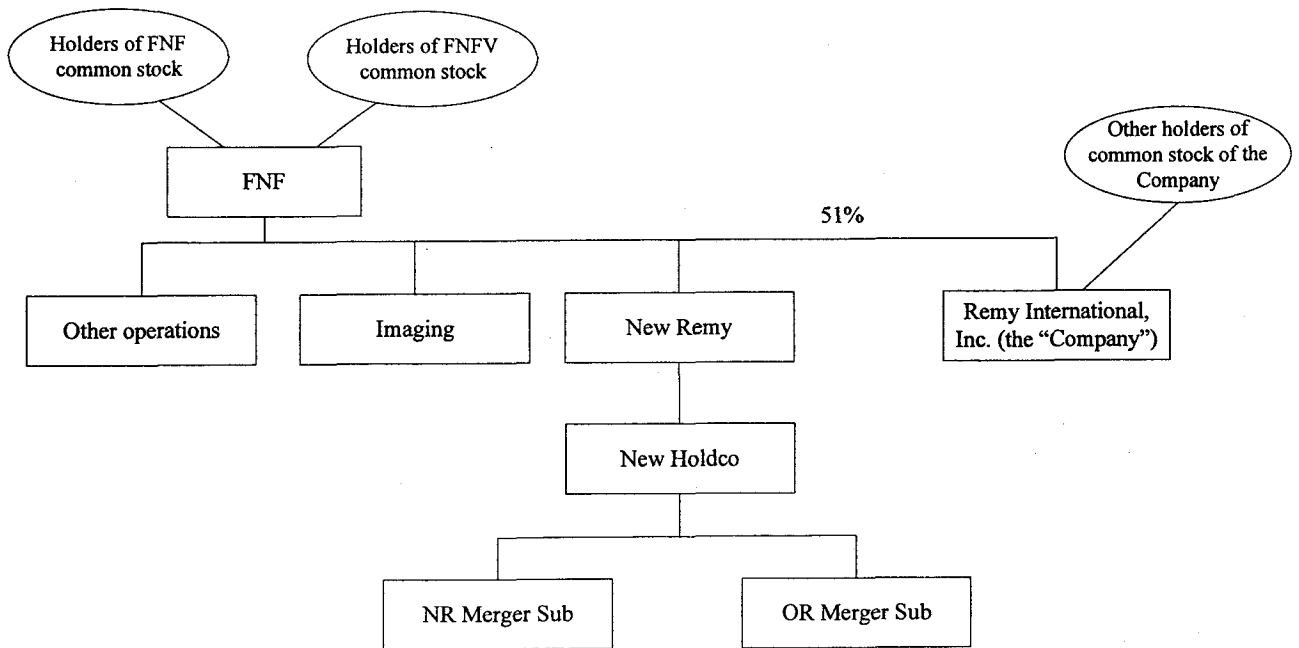 Holders of FNF
common stock
Holders of FNFV
common stock
Other holders of
common stock of the
Company
FNF
51%
Other operations
Imaging
New Remy
Remy International,
Inc. (the “Company”)
New Holdco
NR Merger Sub
OR Merger Sub